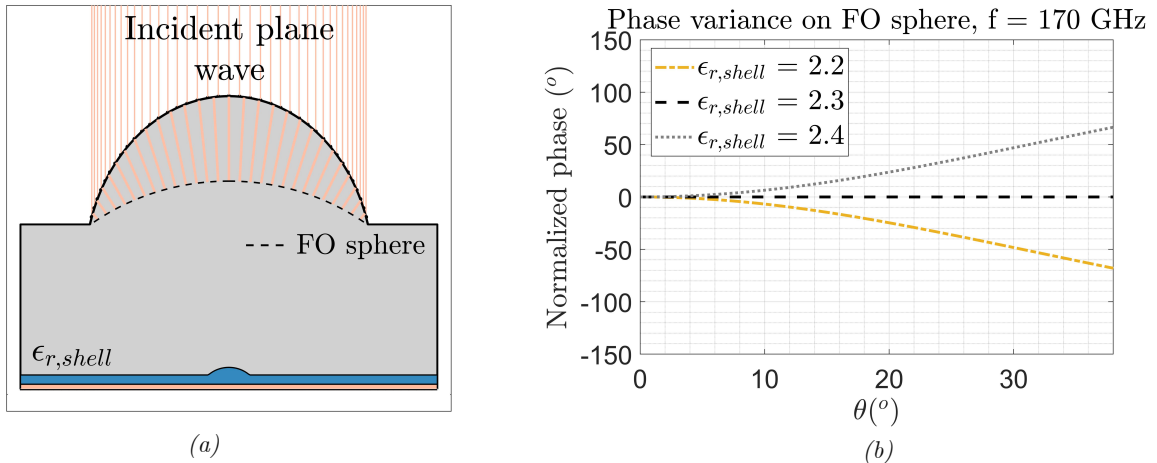 Incident plane
wave
FO sphere
ϵr,shell
(a)
Phase variance on FO sphere, f = 170 GHz
Normalized phase (°)
150
100
50
0
-50
-100
-150
ϵr,shell = 2.2
ϵr,shell = 2.3
ϵr,shell = 2.4
0
10
20
30
θ(°)
(b)